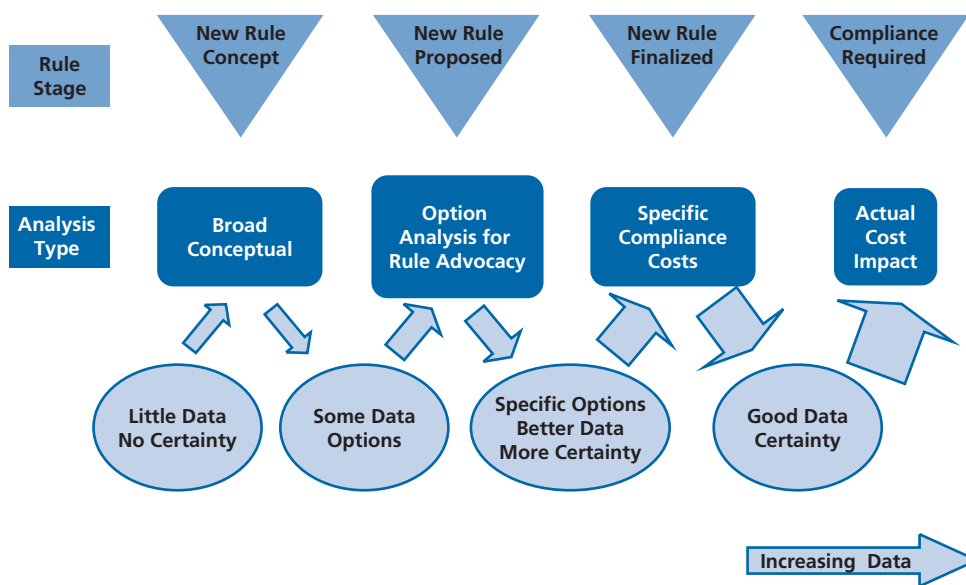 Rule
Stage
New Rule
Concept
New Rule
Proposed
New Rule
Finalized
Compliance
Required
Analysis
Type
Broad
Conceptual
Option
Analysis for
Rule Advocacy
Specific
Compliance
Costs
Actual
Cost
Impact
Little Data
No Certainty
Some Data
Options
Specific Options
Better Data
More Certainty
Good Data
Certainty
Increasing Data